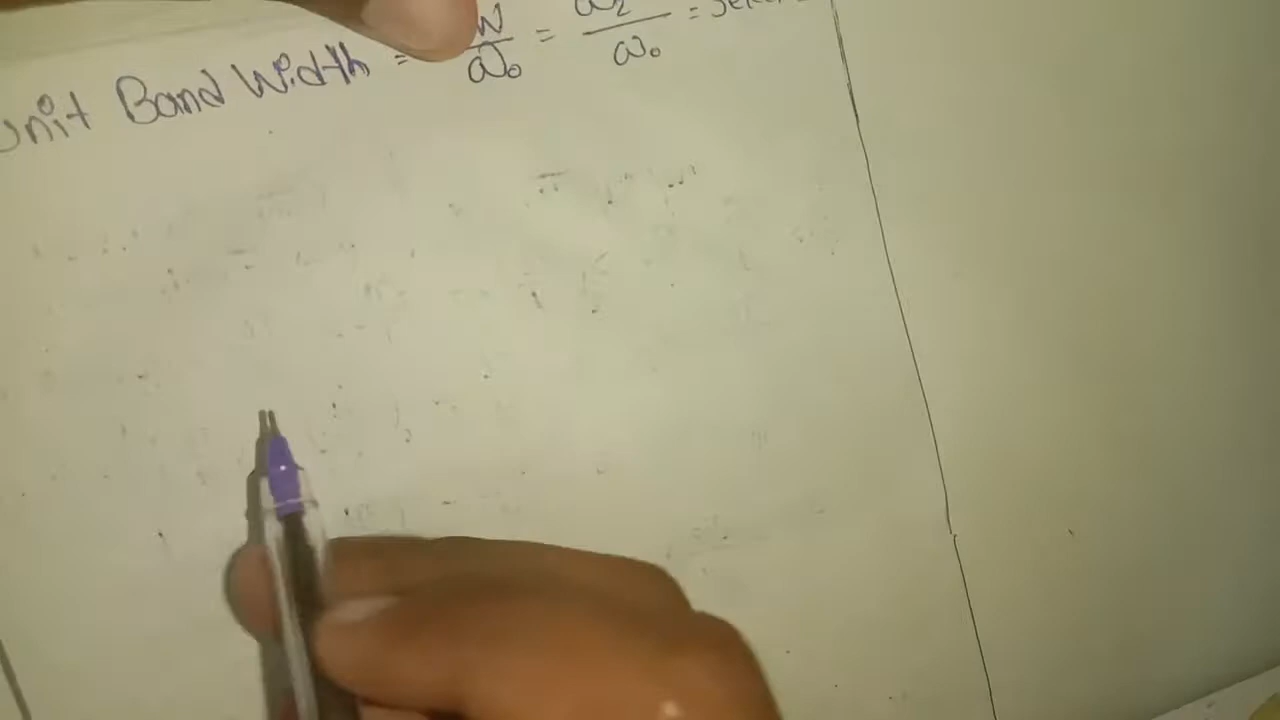 Unit Band Width = W/ω₀ = ω₂/ω₀ =